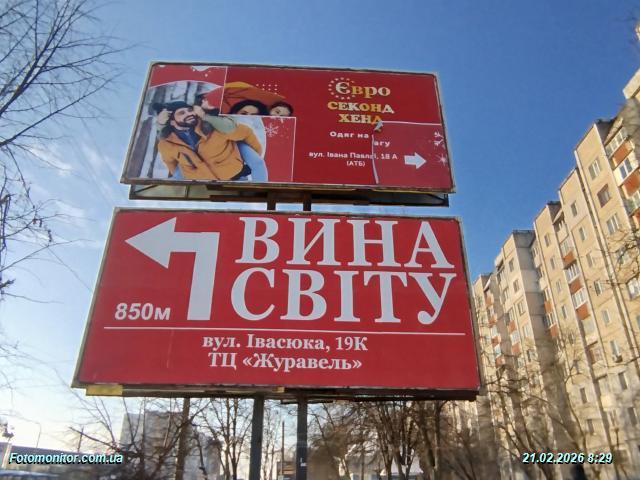 Євро
СЕКОНД
ХЕНД
Одяг на вагу
вул. Івана Павла, 18 А
(АТБ)
ВИНА
СВІТУ
850м
вул. Івасюка, 19К
ТЦ «Журавель»
Fotomonitor.com.ua
21.02.2026 8:29